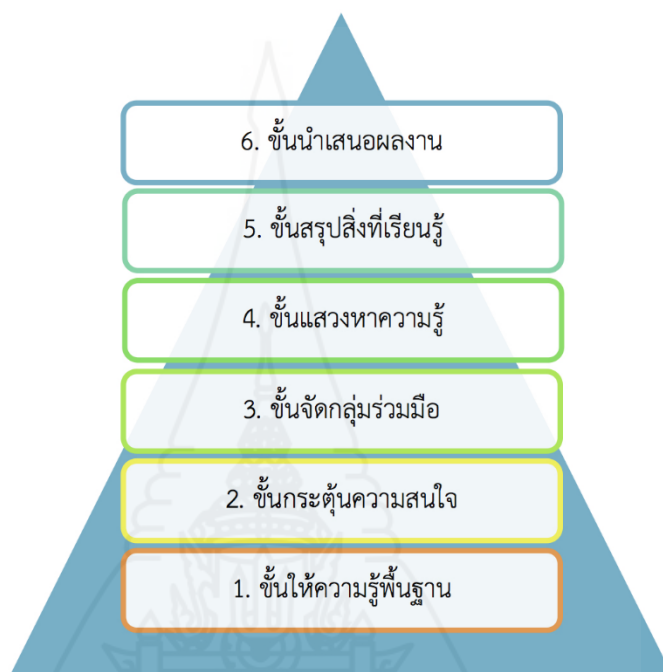 6. ขั้นนำเสนอผลงาน
5. ขั้นสรุปสิ่งที่เรียนรู้
4. ขั้นแสวงหาความรู้
3. ขั้นจัดกลุ่มร่วมมือ
2. ขั้นกระตุ้นความสนใจ
1. ขั้นให้ความรู้พื้นฐาน